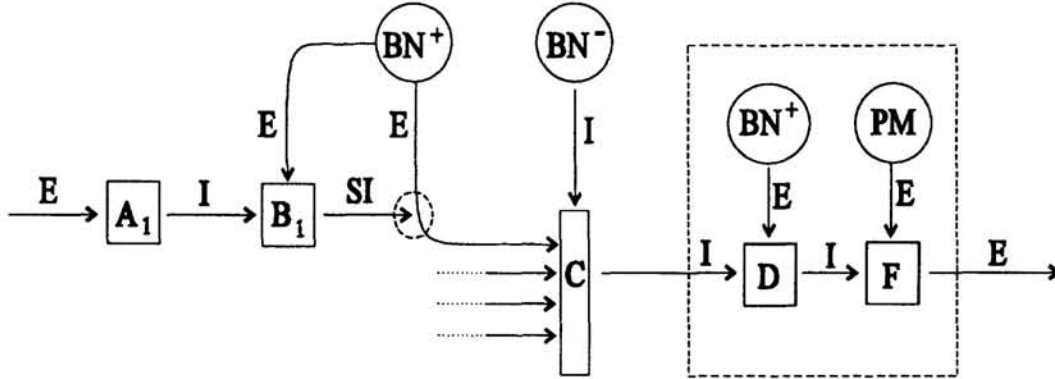 BN⁺ BN⁻
BN⁺ PM
E E I
E E
E A₁ I B₁ SI
C I D I F E